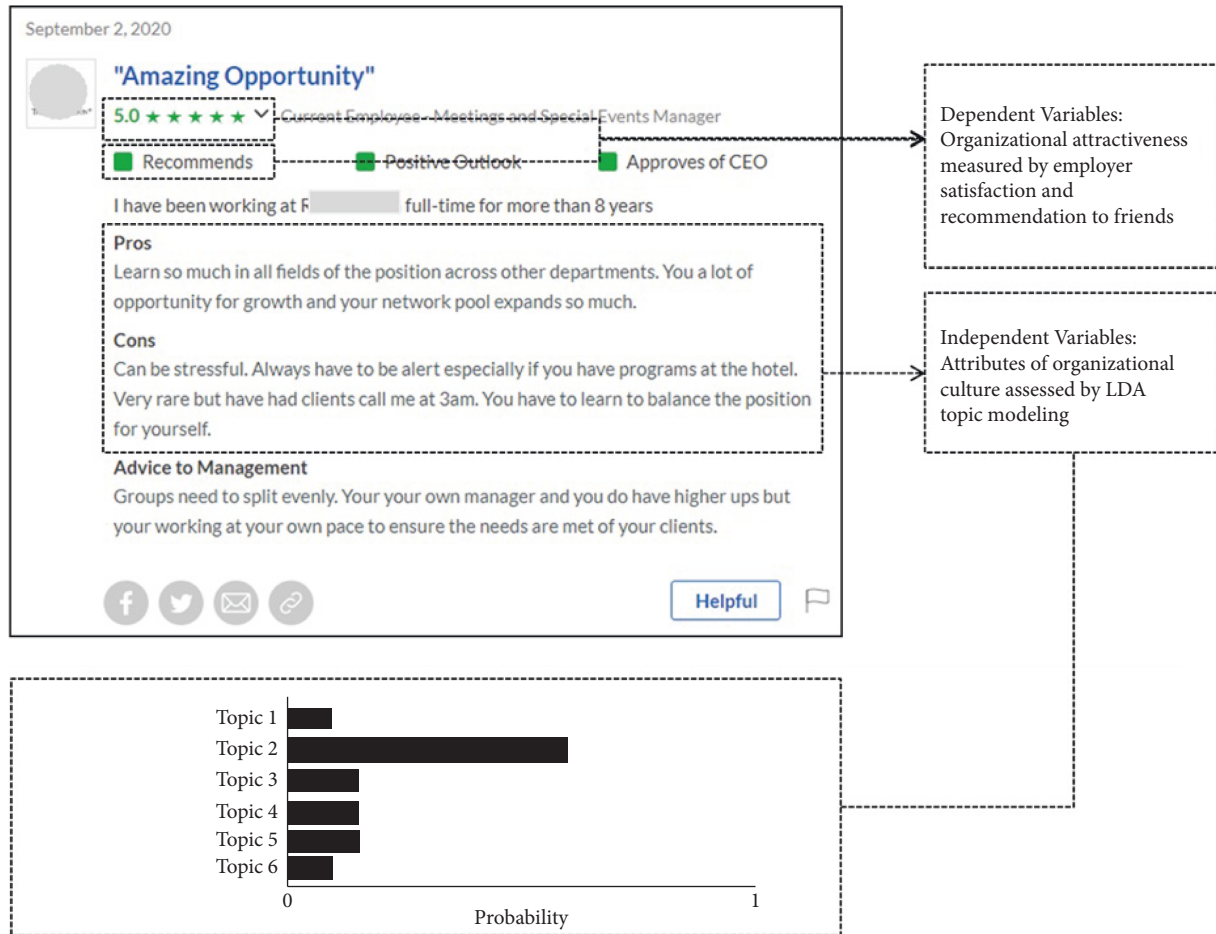 September 2, 2020
"Amazing Opportunity"
5.0 ★ ★ ★ ★ ★ Current Employee - Meetings and Special Events Manager
Recommends Positive Outlook Approves of CEO
I have been working at R full-time for more than 8 years
Pros
Learn so much in all fields of the position across other departments. You a lot of
opportunity for growth and your network pool expands so much.
Cons
Can be stressful. Always have to be alert especially if you have programs at the hotel.
Very rare but have had clients call me at 3am. You have to learn to balance the position
for yourself.
Advice to Management
Groups need to split evenly. Your your own manager and you do have higher ups but
your working at your own pace to ensure the needs are met of your clients.
Helpful
Dependent Variables:
Organizational attractiveness
measured by employer
satisfaction and
recommendation to friends
Independent Variables:
Attributes of organizational
culture assessed by LDA
topic modeling
Topic 1
Topic 2
Topic 3
Topic 4
Topic 5
Topic 6
0 1
Probability